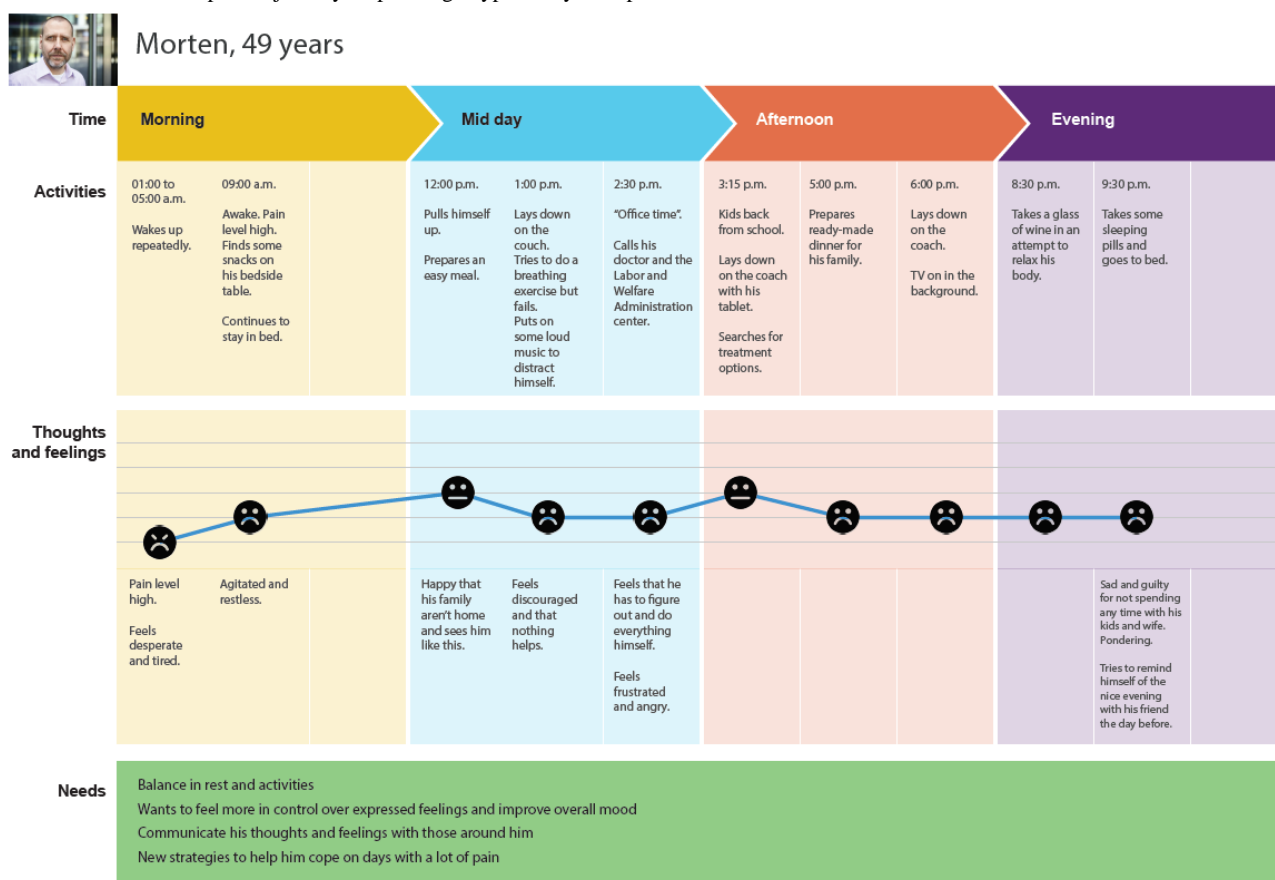 Morten, 49 years
Time
Morning
Mid day
Afternoon
Evening
Activities
01:00 to
05:00 a.m.
Wakes up
repeatedly.
09:00 a.m.
Awake. Pain
level high.
Finds some
snacks on
his bedside
table.
Continues to
stay in bed.
12:00 p.m.
Pulls himself
up.
Prepares an
easy meal.
1:00 p.m.
Lays down
on the
couch.
Tries to do a
breathing
exercise but
fails.
Puts on
some loud
music to
distract
himself.
2:30 p.m.
“Office time”.
Calls his
doctor and the
Labor and
Welfare
Administration
center.
3:15 p.m.
Kids back
from school.
Lays down
on the coach
with his
tablet.
Searches for
treatment
options.
5:00 p.m.
Prepares
ready-made
dinner for
his family.
6:00 p.m.
Lays down
on the
coach.
TV on in the
background.
8:30 p.m.
Takes a glass
of wine in an
attempt to
relax his
body.
9:30 p.m.
Takes some
sleeping
pills and
goes to bed.
Thoughts
and feelings
Pain level
high.
Feels
desperate
and tired.
Agitated and
restless.
Happy that
his family
aren’t home
and sees him
like this.
Feels
discouraged
and that
nothing
helps.
Feels that he
has to figure
out and do
everything
himself.
Feels
frustrated
and angry.
Sad and guilty
for not spending
any time with his
kids and wife.
Pondering.
Tries to remind
himself of the
nice evening
with his friend
the day before.
Needs
Balance in rest and activities
Wants to feel more in control over expressed feelings and improve overall mood
Communicate his thoughts and feelings with those around him
New strategies to help him cope on days with a lot of pain